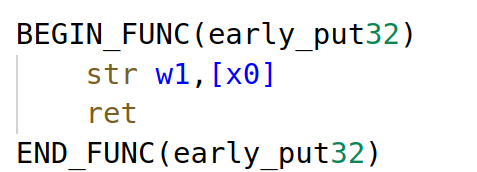 BEGIN_FUNC(early_put32)
    str w1,[x0]
    ret
END_FUNC(early_put32)